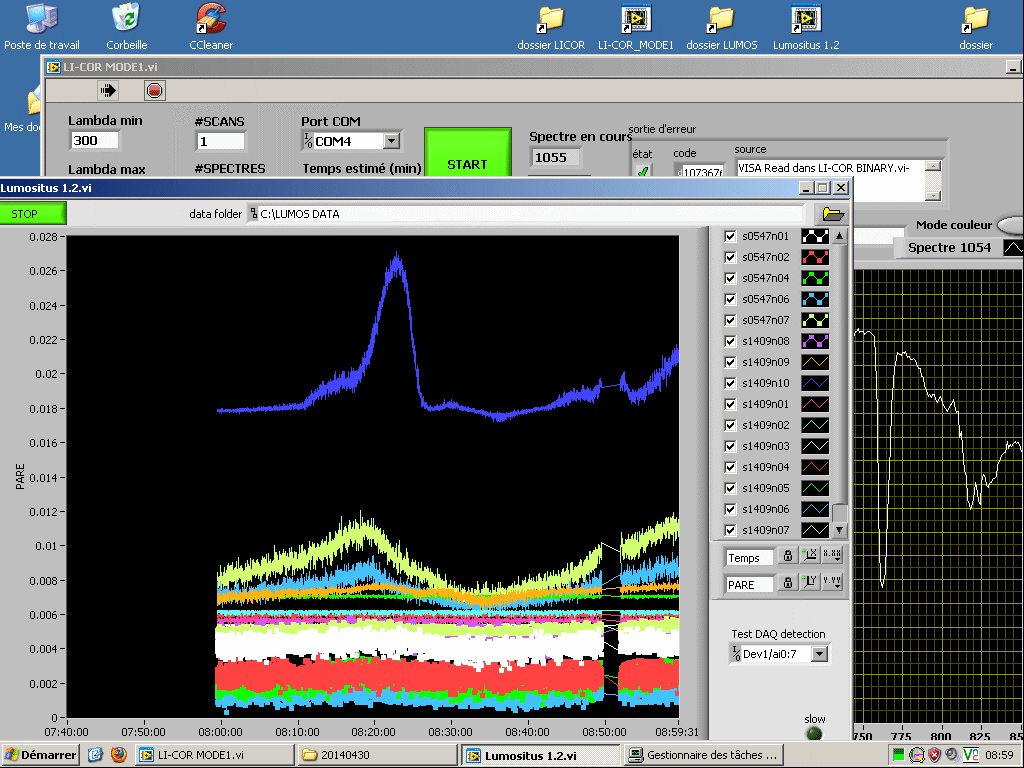 Poste de travail
Corbeille
CCleaner
dossier LICOR
LI-COR_MODE1
dossier LUMOS
Lumositus 1.2
dossier
Mes do
LI-COR MODE1.vi
Lambda min
#SCANS
Port COM
300
1
COM4
START
Spectre en cours
1055
sortie d'erreur
état
code
source
107367
VISA Read dans LI-COR BINARY.vi-
Lambda max
#SPECTRES
Temps estimé (min)
Mode couleur
Spectre 1054
Lumositus 1.2.vi
STOP
data folder
C:\LUMOS DATA
0.028
0.026
0.024
0.022
0.02
0.018
0.016
0.014
0.012
0.01
0.008
0.006
0.004
0.002
0
PARE
07:40:00
07:50:00
08:00:00
08:10:00
08:20:00
08:30:00
08:40:00
08:50:00
08:59:31
s0547n01
s0547n02
s0547n04
s0547n06
s0547n07
s1409n08
s1409n09
s1409n10
s1409n01
s1409n02
s1409n03
s1409n04
s1409n05
s1409n06
s1409n07
Temps
X.XX
PARE
Y.YY
Test DAQ detection
Dev1/ai0:7
slow
750
775
800
825
85
Démarrer
LI-COR MODE1.vi
20140430
Lumositus 1.2.vi
Gestionnaire des tâches ...
08:59